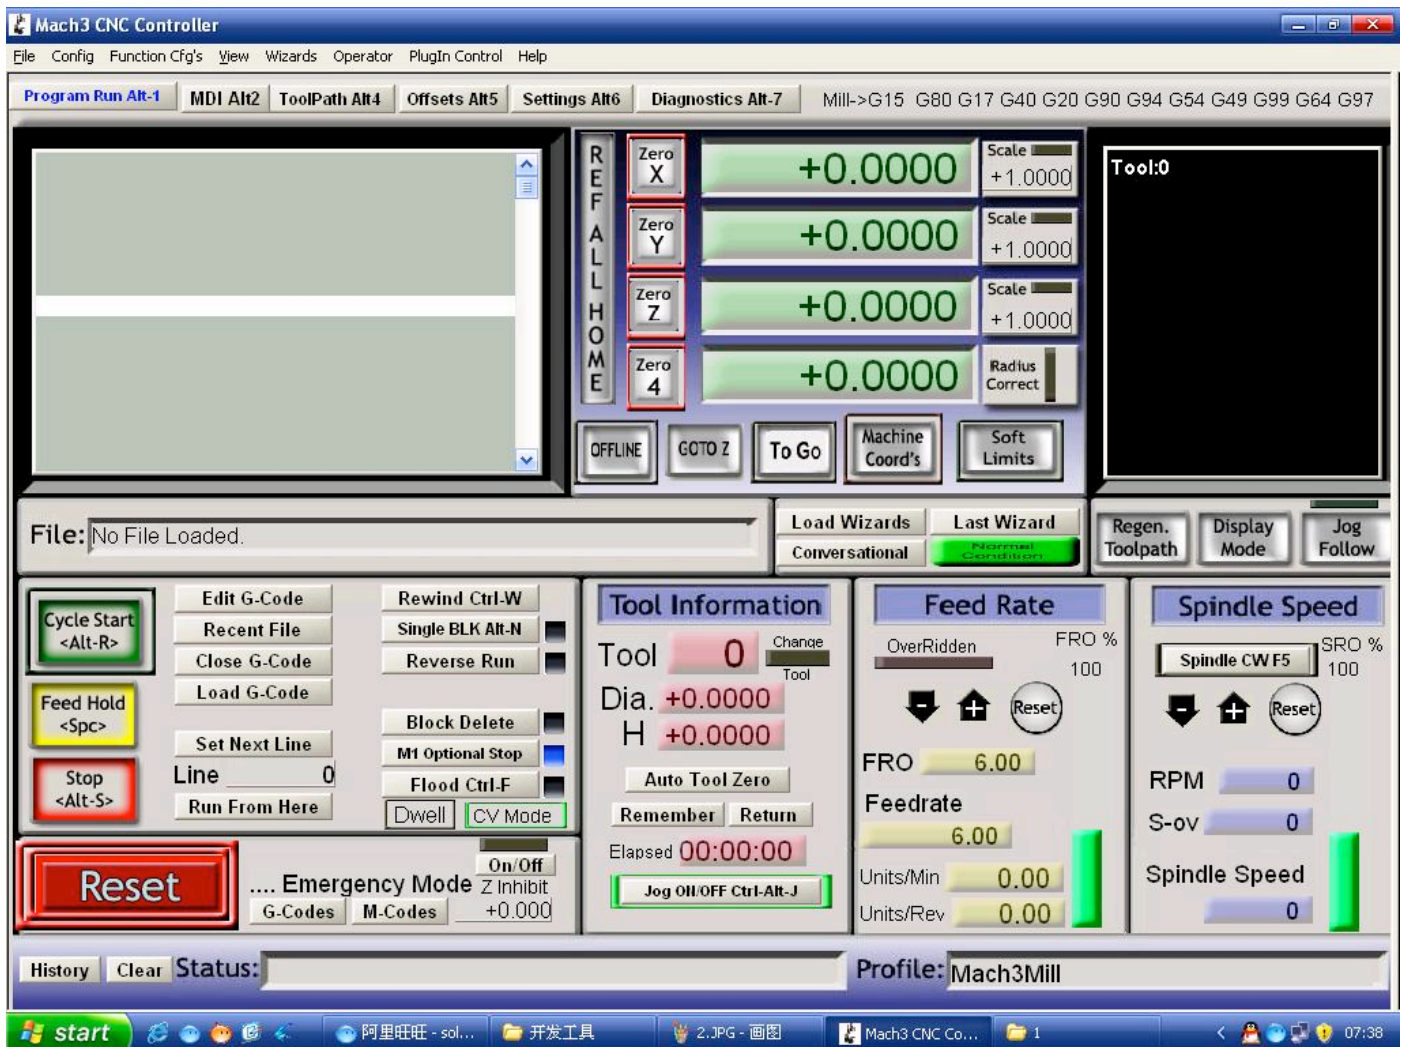 Mach3 CNC Controller
File Config Function Cfg's View Wizards Operator PlugIn Control Help
Program Run Alt-1 MDI Alt2 ToolPath Alt4 Offsets Alt5 Settings Alt6 Diagnostics Alt-7 Mill->G15 G80 G17 G40 G20 G90 G94 G54 G49 G99 G64 G97
REF ALL HOME
Zero X +0.0000 Scale +1.0000
Zero Y +0.0000 Scale +1.0000
Zero Z +0.0000 Scale +1.0000
Zero 4 +0.0000 Radius Correct
OFFLINE GOTO Z To Go Machine Coord's Soft Limits
Tool:0
File: No File Loaded.
Load Wizards Last Wizard
Conversational Normal Condition
Regen. Toolpath Display Mode Jog Follow
Cycle Start <Alt-R>
Feed Hold <Spc>
Stop <Alt-S>
Edit G-Code
Recent File
Close G-Code
Load G-Code
Set Next Line
Line 0
Run From Here
Rewind Ctrl-W
Single BLK Alt-N
Reverse Run
Block Delete
M1 Optional Stop
Flood Ctrl-F
Dwell CV Mode
Reset
.... Emergency Mode
G-Codes M-Codes
On/Off
Z Inhibit
+0.000
Tool Information
Tool 0 Change Tool
Dia. +0.0000
H +0.0000
Auto Tool Zero
Remember Return
Elapsed 00:00:00
Jog ON/OFF Ctrl-Alt-J
Feed Rate
OverRidden FRO %
100
- + Reset
FRO 6.00
Feedrate
6.00
Units/Min 0.00
Units/Rev 0.00
Spindle Speed
Spindle CW F5 SRO %
100
- + Reset
RPM 0
S-ov 0
Spindle Speed
0
History Clear Status:
Profile: Mach3Mill
start 阿里旺旺 - sol... 开发工具 2.JPG - 画图 Mach3 CNC Co... 1 07:38